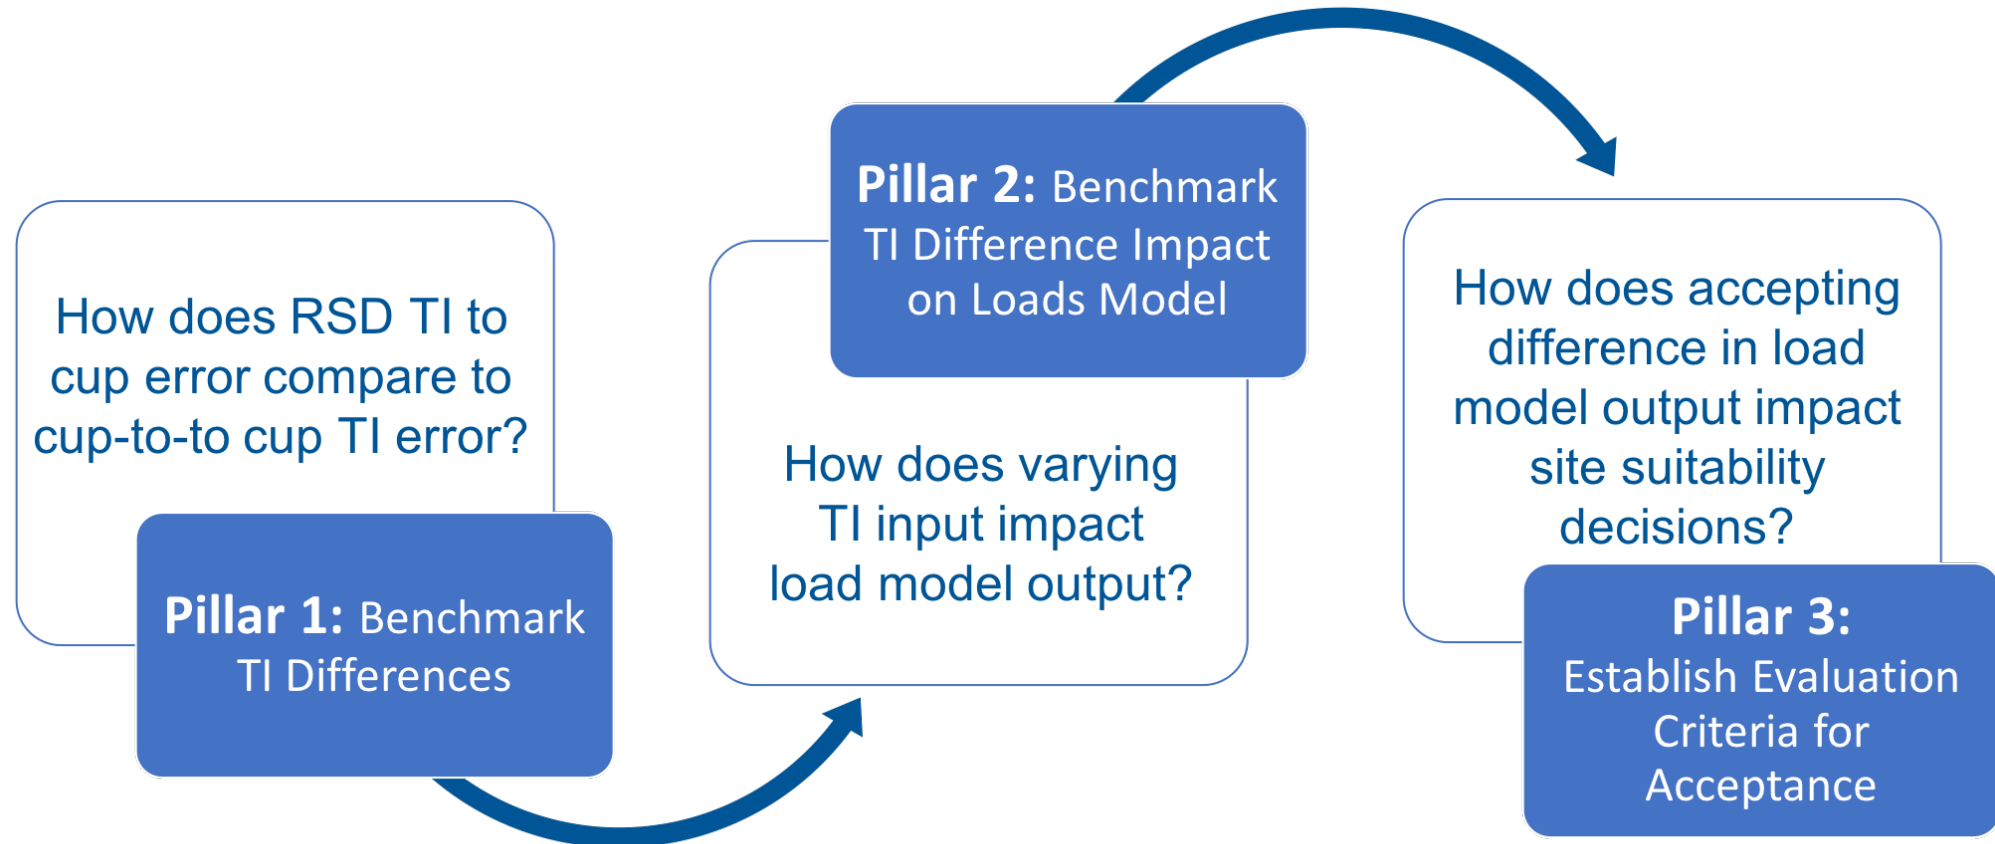 How does RSD TI to
cup error compare to
cup-to-to cup TI error?
Pillar 1: Benchmark
TI Differences
Pillar 2: Benchmark
TI Difference Impact
on Loads Model
How does varying
TI input impact
load model output?
How does accepting
difference in load
model output impact
site suitability
decisions?
Pillar 3:
Establish Evaluation
Criteria for
Acceptance